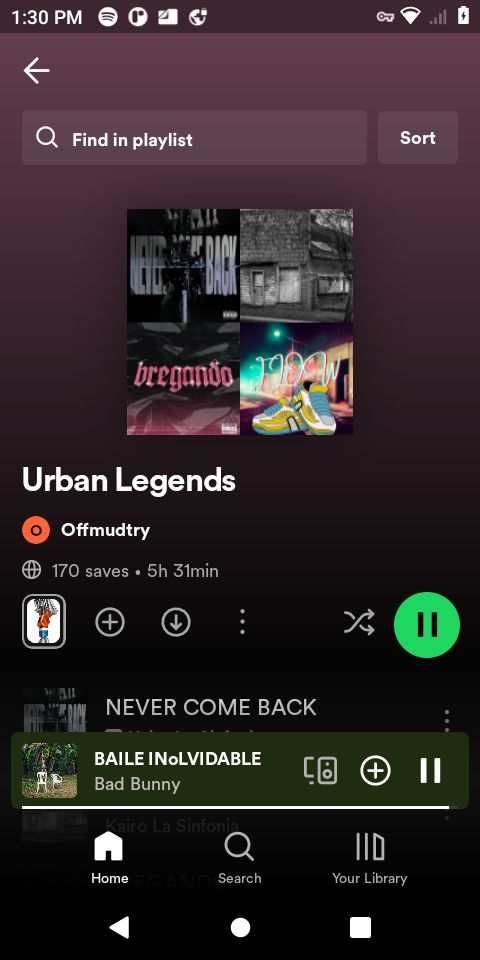 1:30 PM
Find in playlist
Sort
NEVER COME BACK
bregando
FLOW
Urban Legends
O
Offmudtry
170 saves • 5h 31min
NEVER COME BACK
BAILE INoLVIDABLE
Bad Bunny
Kairo La Sinfonia
Home
Search
Your Library